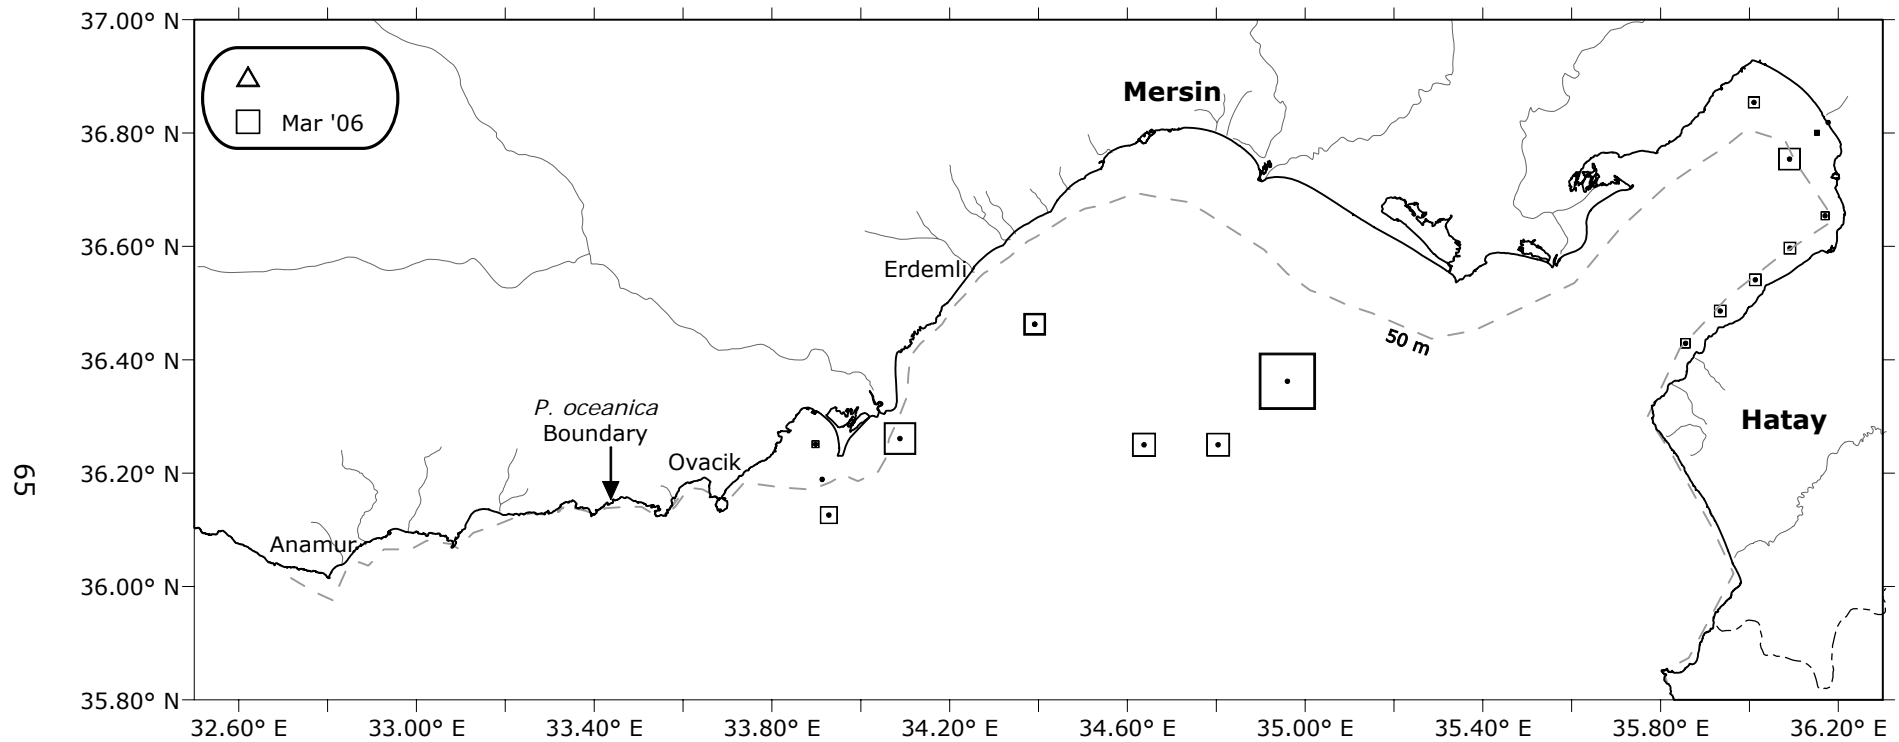 37.00° N
36.80° N
36.60° N
36.40° N
36.20° N
36.00° N
35.80° N
Mar '06
Mersin
Erdemli
50 m
P. oceanica
Boundary
Ovacik
Anamur
Hatay
32.60° E
33.00° E
33.40° E
33.80° E
34.20° E
34.60° E
35.00° E
35.40° E
35.80° E
36.20° E
65